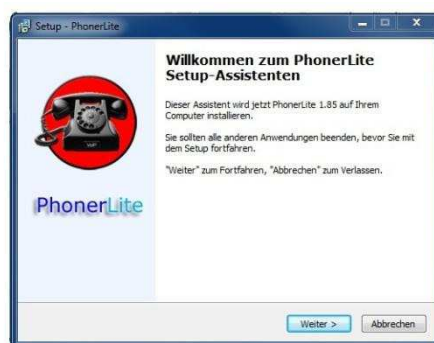 Setup - PhonerLite
Willkommen zum PhonerLite
Setup-Assistenten
Dieser Assistent wird jetzt PhonerLite 1.85 auf Ihrem
Computer installieren.
Sie sollten alle anderen Anwendungen beenden, bevor Sie mit
dem Setup fortfahren.
"Weiter" zum Fortfahren, "Abbrechen" zum Verlassen.
PhonerLite
Weiter >
Abbrechen